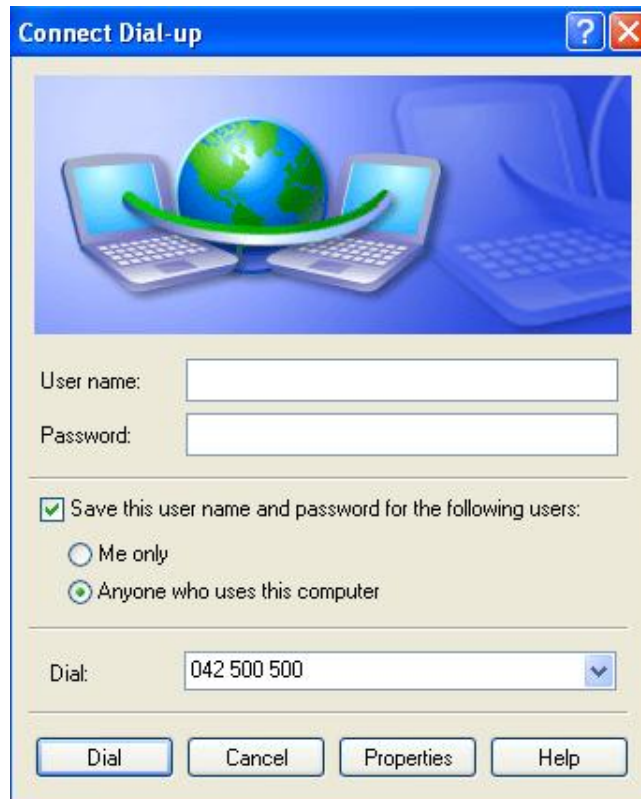 Connect Dial-up
User name:
Password:
Save this user name and password for the following users:
Me only
Anyone who uses this computer
Dial: 042 500 500
Dial Cancel Properties Help